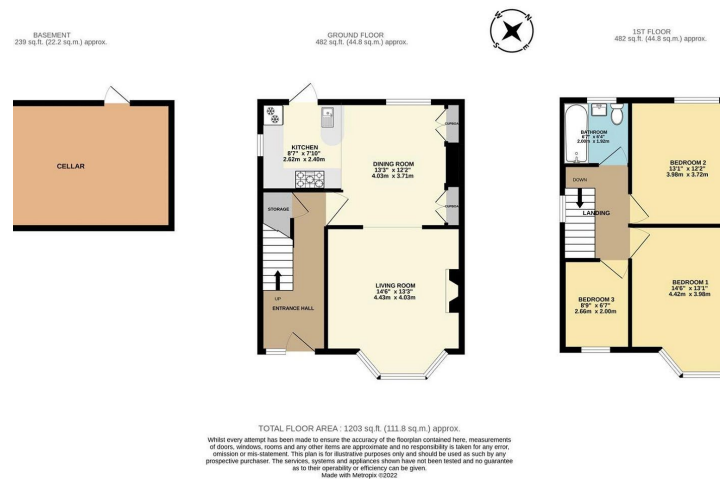 BASEMENT
239 sq.ft. (22.2 sq.m.) approx.
CELLAR
GROUND FLOOR
482 sq.ft. (44.8 sq.m.) approx.
KITCHEN
8'7" x 7'10"
2.62m x 2.40m
DINING ROOM
13'3" x 12'2"
4.03m x 3.71m
STORAGE
UP
ENTRANCE HALL
LIVING ROOM
14'6" x 13'3"
4.43m x 4.03m
N
E
S
W
1ST FLOOR
482 sq.ft. (44.8 sq.m.) approx.
BATHROOM
6'7" x 6'4"
2.00m x 1.92m
BEDROOM 2
13'1" x 12'2"
3.98m x 3.72m
DOWN
LANDING
BEDROOM 3
8'9" x 6'7"
2.66m x 2.00m
BEDROOM 1
14'6" x 13'1"
4.42m x 3.98m
TOTAL FLOOR AREA : 1203 sq.ft. (111.8 sq.m.) approx.
Whilst every attempt has been made to ensure the accuracy of the floorplan contained here, measurements
of doors, windows, rooms and any other items are approximate and no responsibility is taken for any error,
omission or mis-statement. This plan is for illustrative purposes only and should be used as such by any
prospective purchaser. The services, systems and appliances shown have not been tested and no guarantee
as to their operability or efficiency can be given.
Made with Metropix ©2022